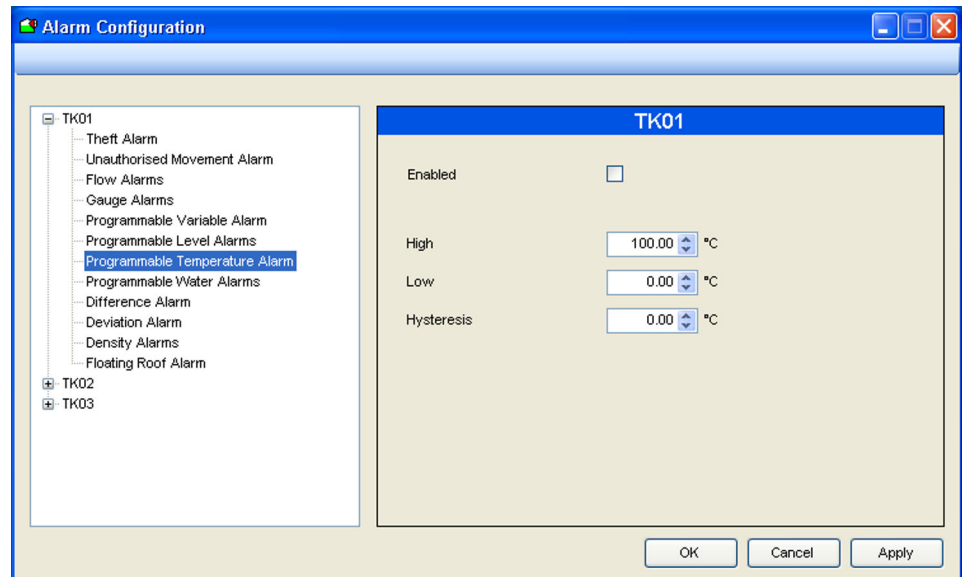 Alarm Configuration
TK01
Theft Alarm
Unauthorised Movement Alarm
Flow Alarms
Gauge Alarms
Programmable Variable Alarm
Programmable Level Alarms
Programmable Temperature Alarm
Programmable Water Alarms
Difference Alarm
Deviation Alarm
Density Alarms
Floating Roof Alarm
TK02
TK03
TK01
Enabled
High 100.00 °C
Low 0.00 °C
Hysteresis 0.00 °C
OK Cancel Apply